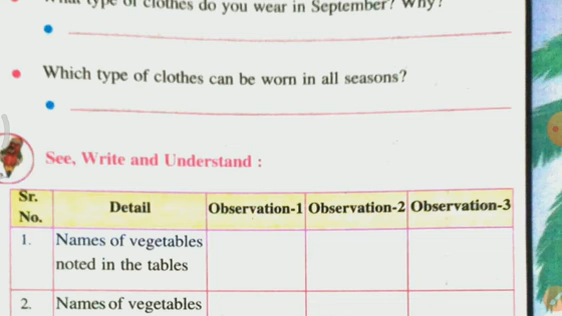 type of clothes do you wear in September? Why?
Which type of clothes can be worn in all seasons?
See, Write and Understand :
Sr. No. Detail Observation-1 Observation-2 Observation-3
1. Names of vegetables
noted in the tables
2. Names of vegetables